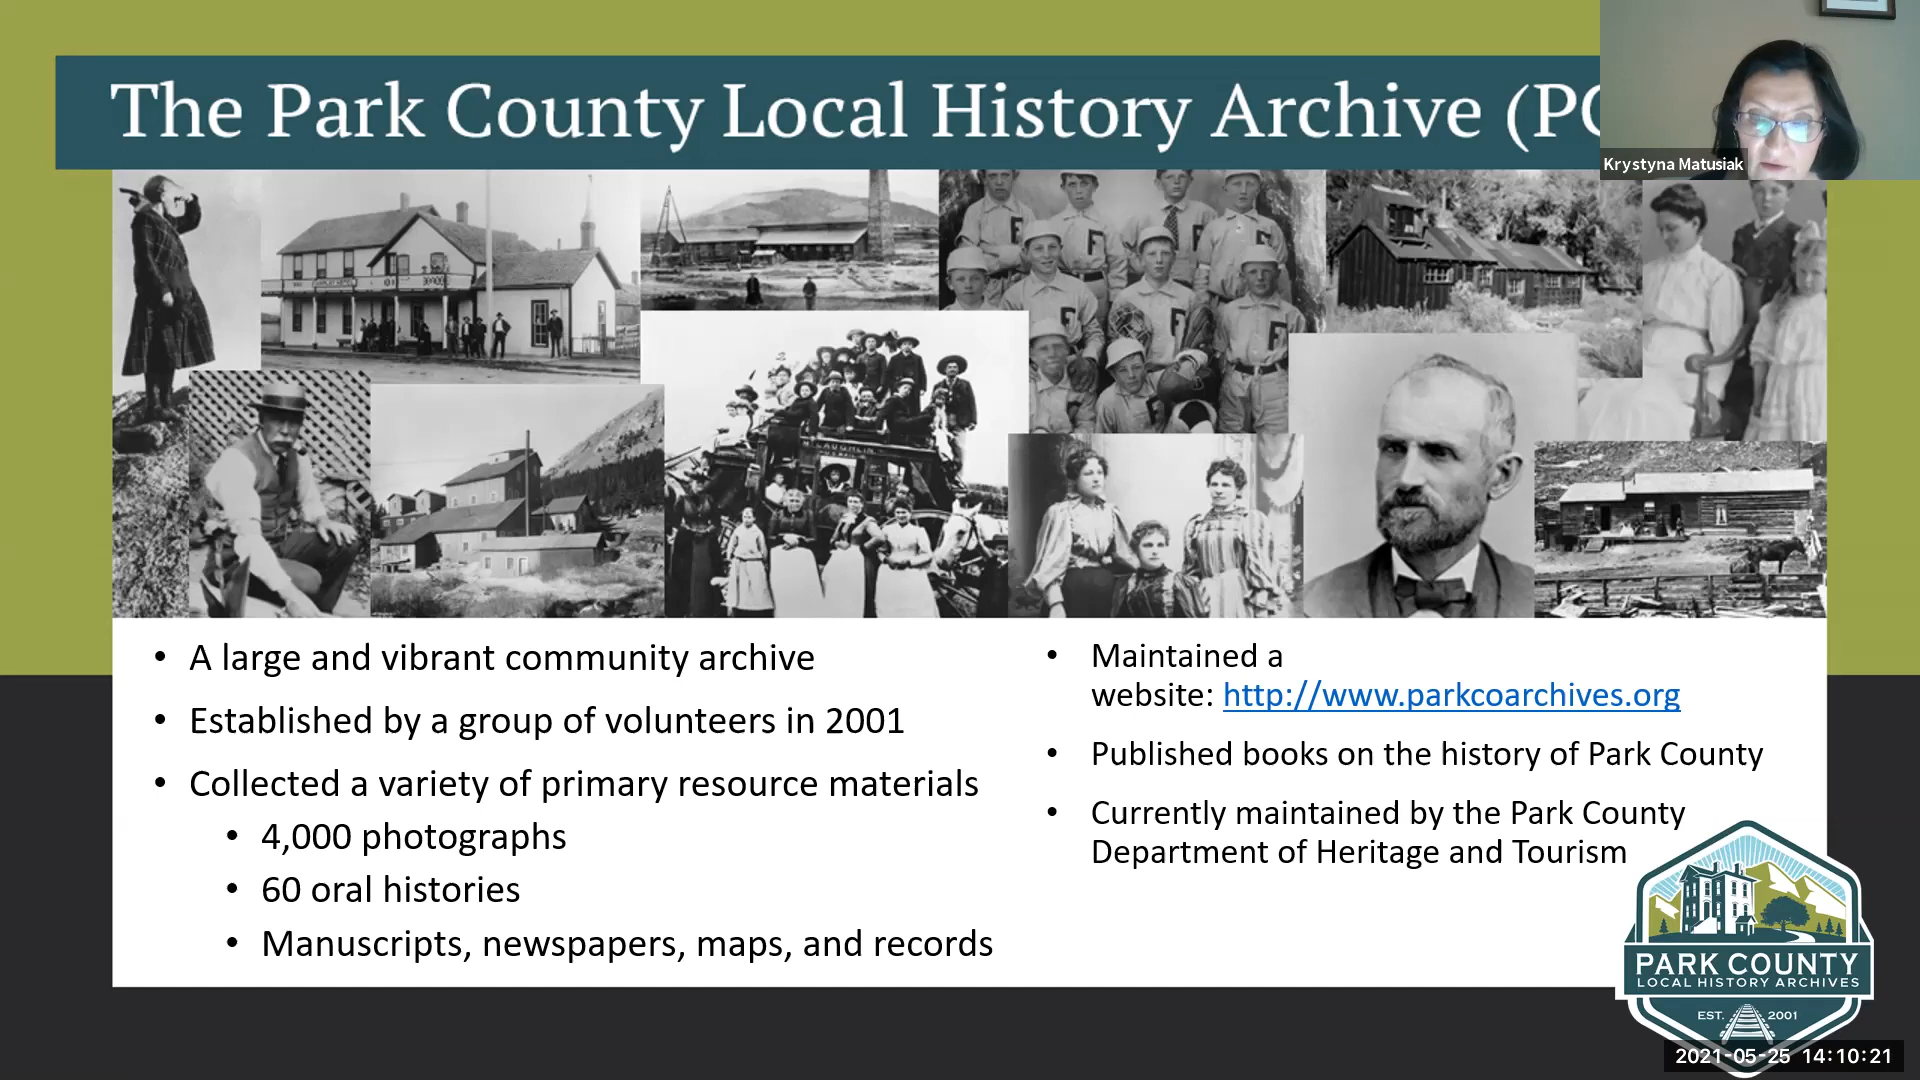 The Park County Local History Archive (PC
Krystyna Matusiak
• A large and vibrant community archive
• Established by a group of volunteers in 2001
• Collected a variety of primary resource materials
• 4,000 photographs
• 60 oral histories
• Manuscripts, newspapers, maps, and records
• Maintained a
website: http://www.parkcoarchives.org
• Published books on the history of Park County
• Currently maintained by the Park County
Department of Heritage and Tourism
PARK COUNTY
LOCAL HISTORY ARCHIVES
EST. 2001
2021-05-25 14:10:21